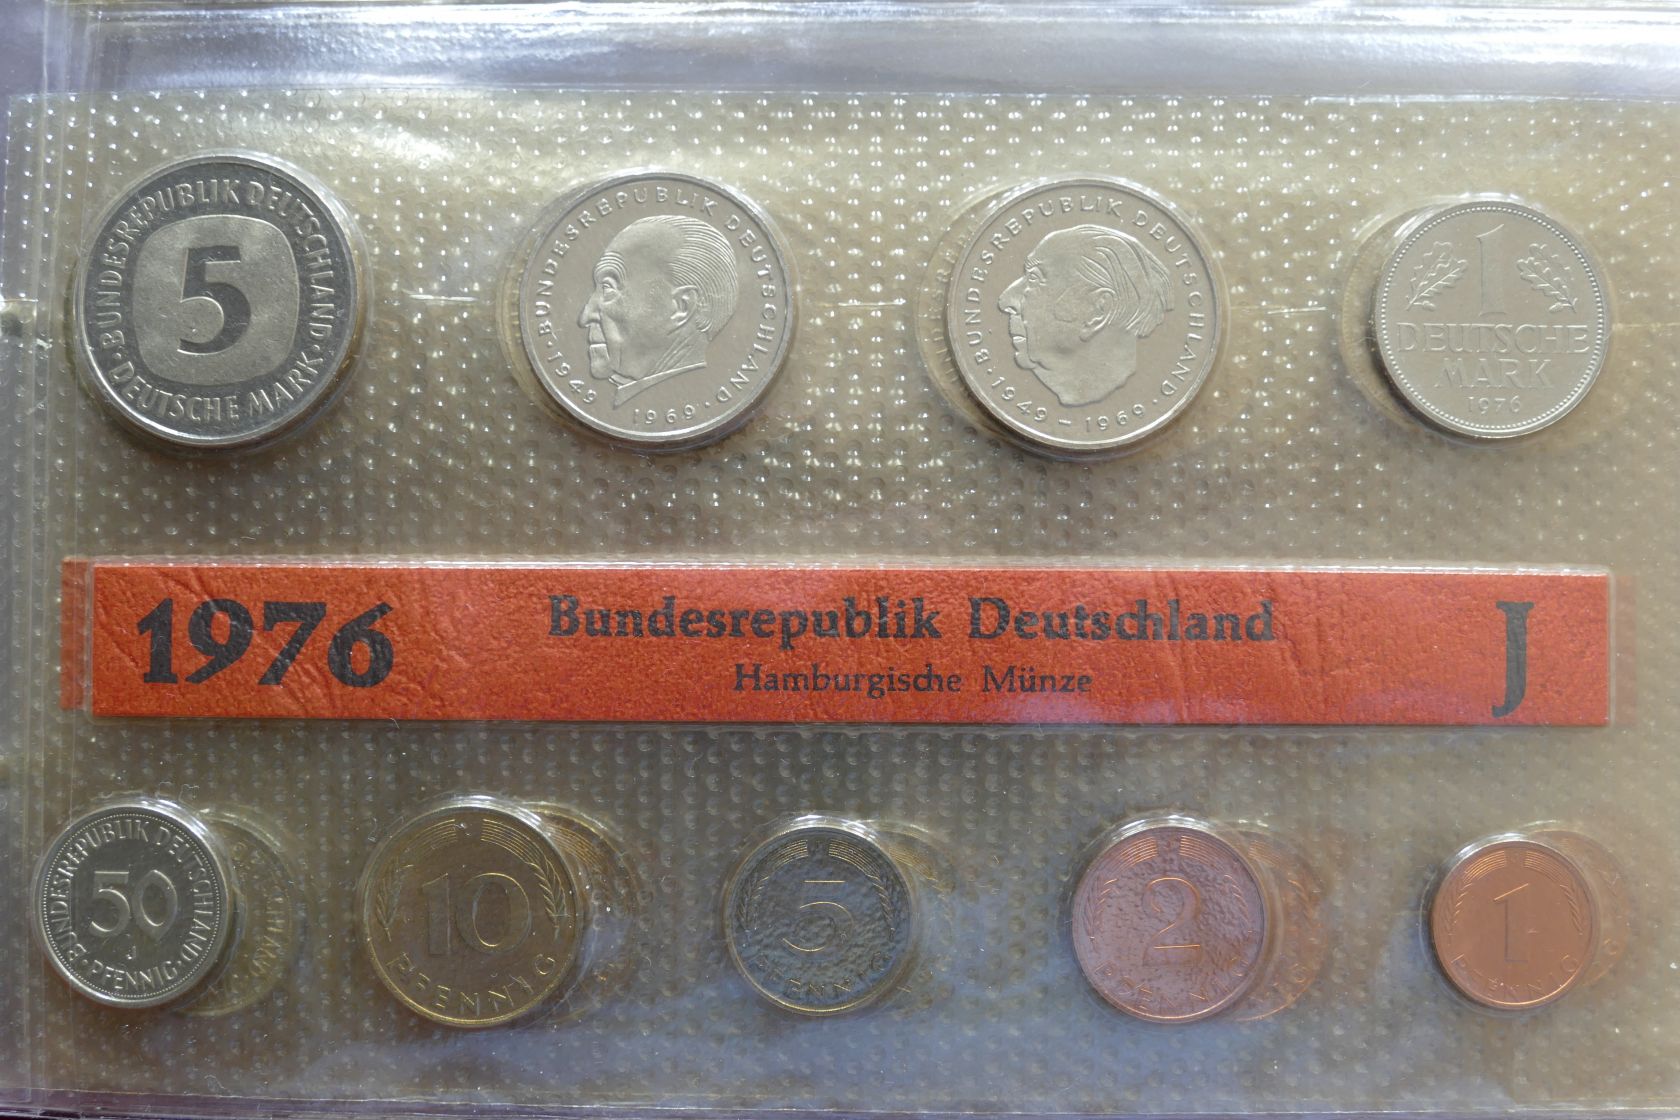 BUNDESREPUBLIK DEUTSCHLAND
5
DEUTSCHE MARK
BUNDESREPUBLIK DEUTSCHLAND
1949 1969
BUNDESREPUBLIK DEUTSCHLAND
1949 - 1969
1
DEUTSCHE
MARK
1976
1976
Bundesrepublik Deutschland
Hamburgische Münze
J
BUNDESREPUBLIK DEUTSCHLAND
50
J
PFENNIG
10
PFENNIG
5
PFENNIG
2
PFENNIG
1
PFENNIG